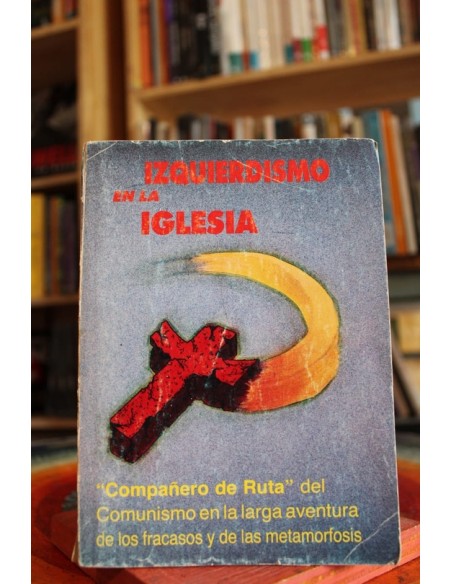 IZQUIERDISMO
EN LA
IGLESIA
"Compañero de Ruta" del
Comunismo en la larga aventura
de los fracasos y de las metamorfosis